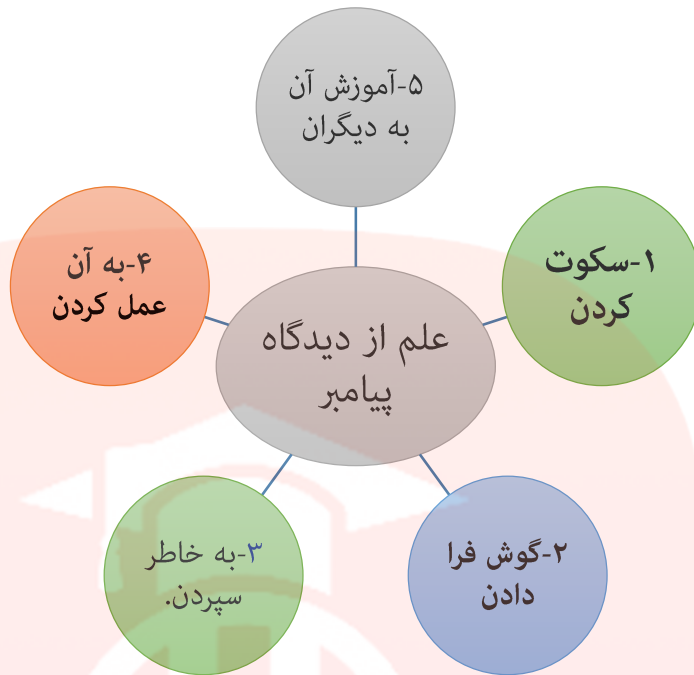 علم از دیدگاه
پیامبر
۱-سکوت
کردن
۲-گوش فرا
دادن
۳-به خاطر
سپردن.
۴-به آن
عمل کردن
۵-آموزش آن
به دیگران